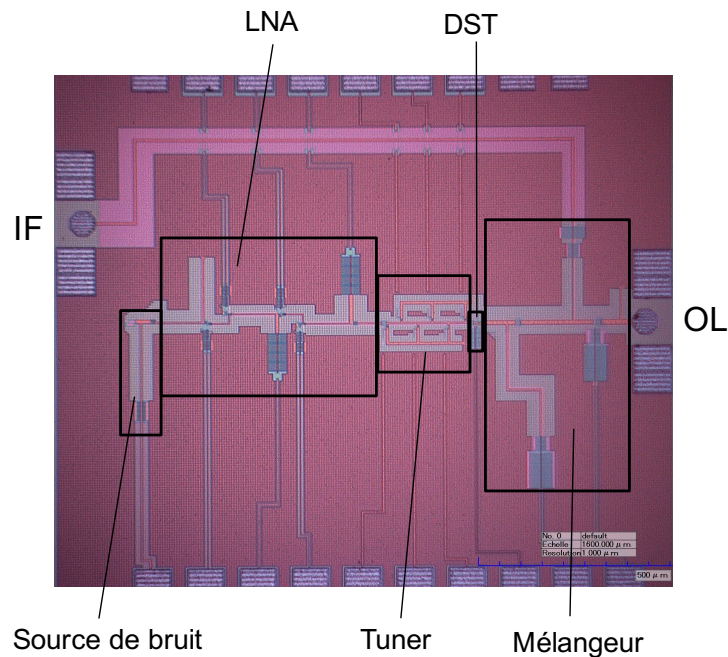 LNA
DST
IF
OL
No. 0 default
Echelle 1600.000 μm
Resolution 1.000 μm
500 μm
Source de bruit
Tuner
Mélangeur